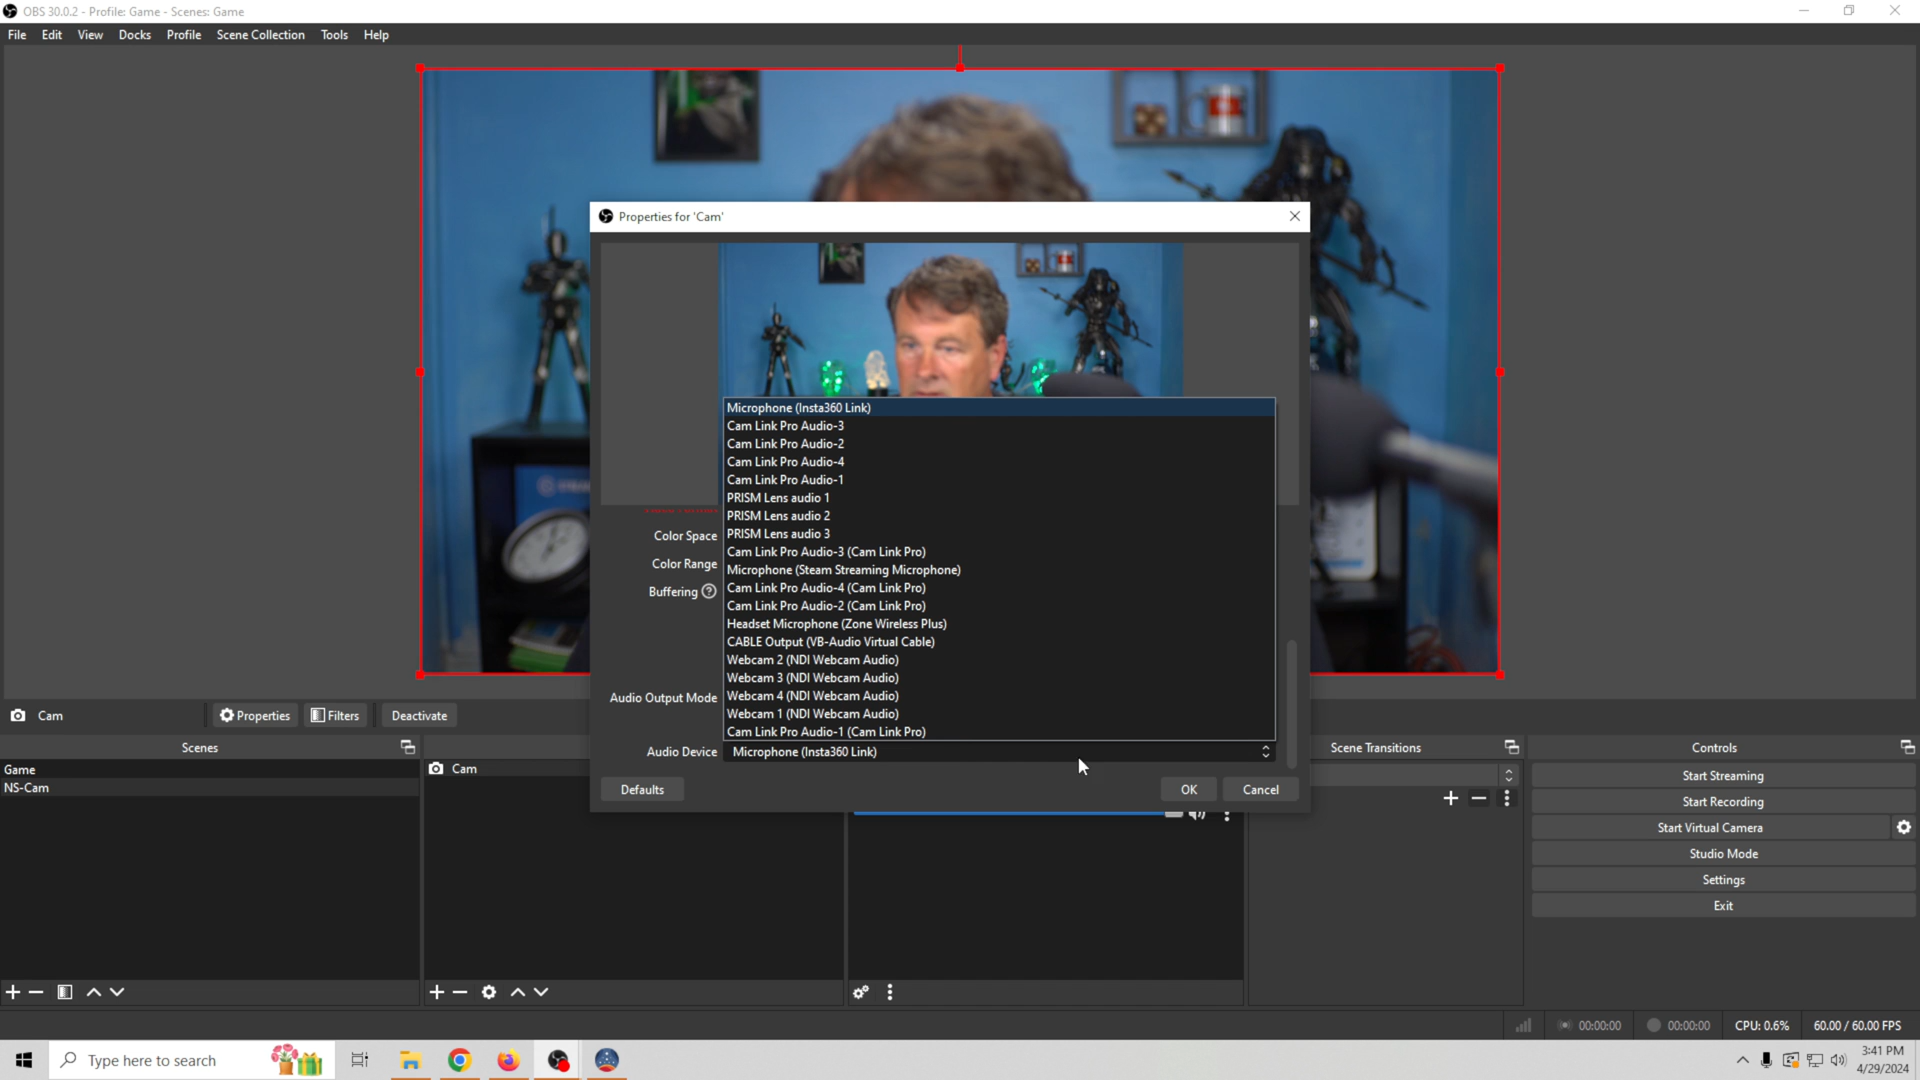 OBS 30.0.2 - Profile: Game - Scenes: Game
File Edit View Docks Profile Scene Collection Tools Help
Properties for 'Cam'
Microphone (Insta360 Link)
Cam Link Pro Audio-3
Cam Link Pro Audio-2
Cam Link Pro Audio-4
Cam Link Pro Audio-1
PRISM Lens audio 1
PRISM Lens audio 2
PRISM Lens audio 3
Cam Link Pro Audio-3 (Cam Link Pro)
Microphone (Steam Streaming Microphone)
Cam Link Pro Audio-4 (Cam Link Pro)
Cam Link Pro Audio-2 (Cam Link Pro)
Headset Microphone (Zone Wireless Plus)
CABLE Output (VB-Audio Virtual Cable)
Webcam 2 (NDI Webcam Audio)
Webcam 3 (NDI Webcam Audio)
Webcam 4 (NDI Webcam Audio)
Webcam 1 (NDI Webcam Audio)
Cam Link Pro Audio-1 (Cam Link Pro)
Color Space
Color Range
Buffering ?
Audio Output Mode
Audio Device Microphone (Insta360 Link)
Defaults OK Cancel
Cam Properties Filters Deactivate
Scenes
Game
NS-Cam
Cam
Scene Transitions
Controls
Start Streaming
Start Recording
Start Virtual Camera
Studio Mode
Settings
Exit
00:00:00 00:00:00 CPU: 0.6% 60.00 / 60.00 FPS
Type here to search
3:41 PM
4/29/2024